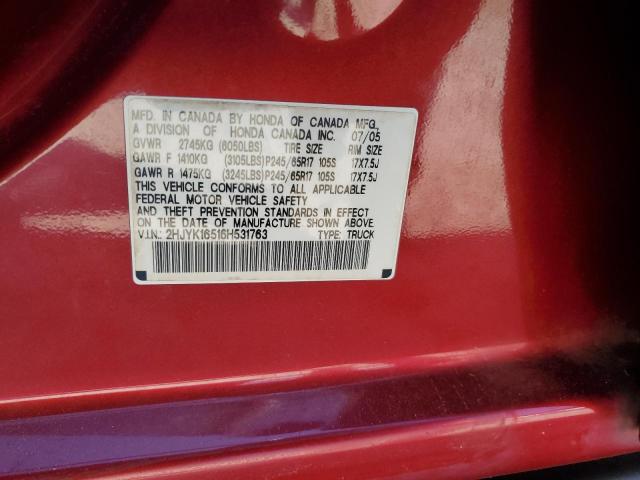 MFD. IN CANADA BY HONDA OF CANADA MFG.,
A DIVISION OF HONDA CANADA INC. 07/05
GVWR 2745KG (6050LBS) TIRE SIZE RIM SIZE
GAWR F 1410KG (3105LBS)P245/65R17 105S 17X7.5J
GAWR R 1475KG (3245LBS)P245/65R17 105S 17X7.5J
THIS VEHICLE CONFORMS TO ALL APPLICABLE
FEDERAL MOTOR VEHICLE SAFETY
AND THEFT PREVENTION STANDARDS IN EFFECT
ON THE DATE OF MANUFACTURE SHOWN ABOVE.
V.I.N.: 2HJYK16516H531763 TYPE: TRUCK